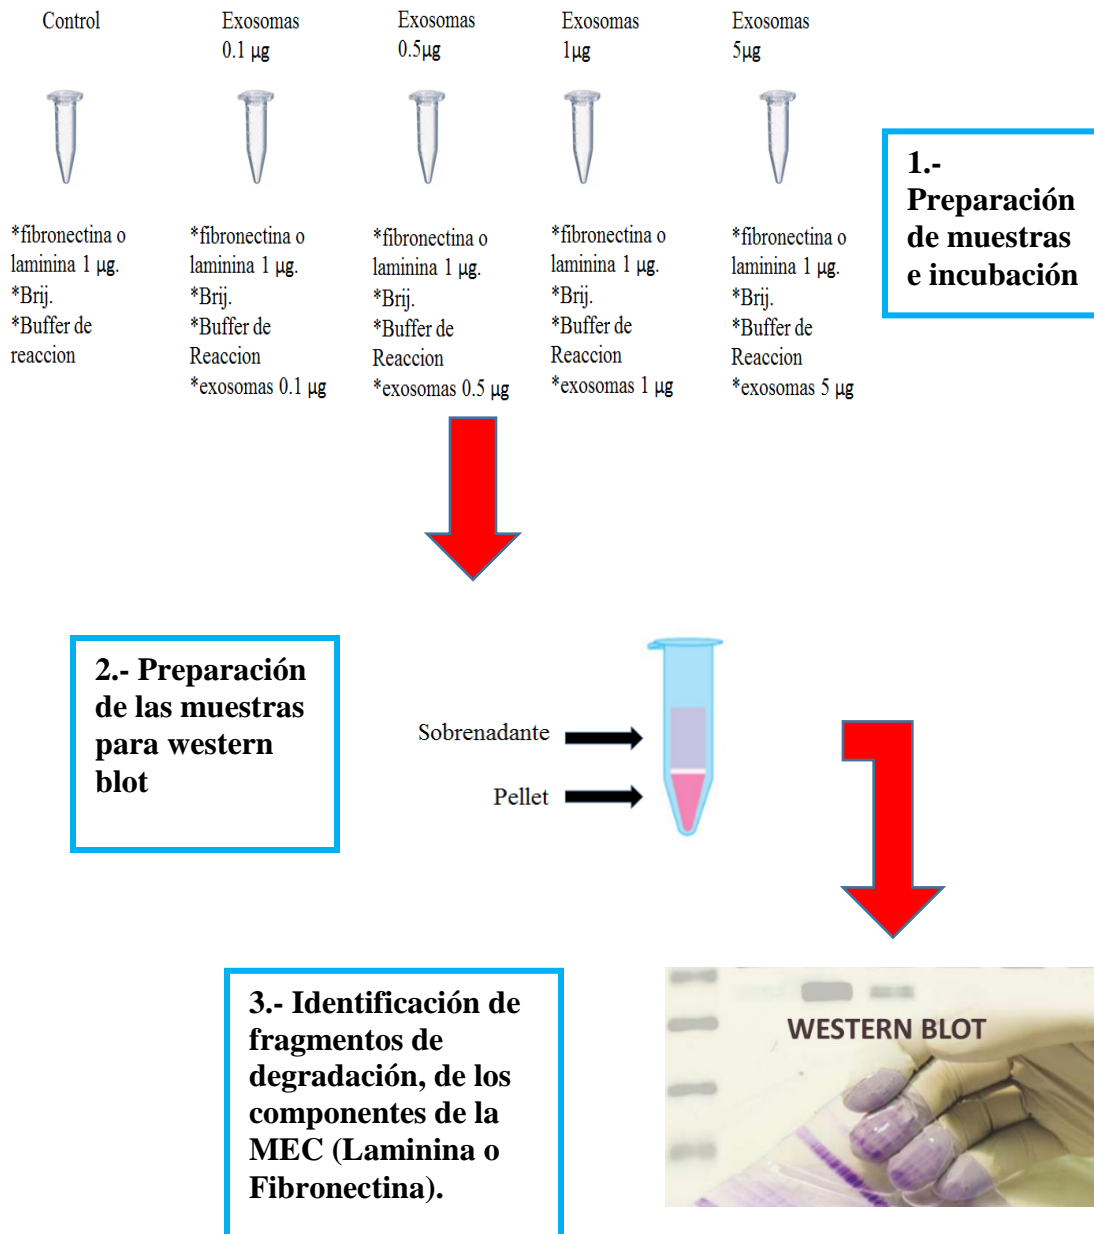 Control
Exosomas
0.1 µg
Exosomas
0.5µg
Exosomas
1µg
Exosomas
5µg
*fibronectina o
laminina 1 µg.
*Brij.
*Buffer de
reaccion
*fibronectina o
laminina 1 µg.
*Brij.
*Buffer de
Reaccion
*exosomas 0.1 µg
*fibronectina o
laminina 1 µg.
*Brij.
*Buffer de
Reaccion
*exosomas 0.5 µg
*fibronectina o
laminina 1 µg.
*Brij.
*Buffer de
Reaccion
*exosomas 1 µg
*fibronectina o
laminina 1 µg.
*Brij.
*Buffer de
Reaccion
*exosomas 5 µg
1.-
Preparación
de muestras
e incubación
2.- Preparación
de las muestras
para western
blot
Sobrenadante
Pellet
3.- Identificación de
fragmentos de
degradación, de los
componentes de la
MEC (Laminina o
Fibronectina).
WESTERN BLOT